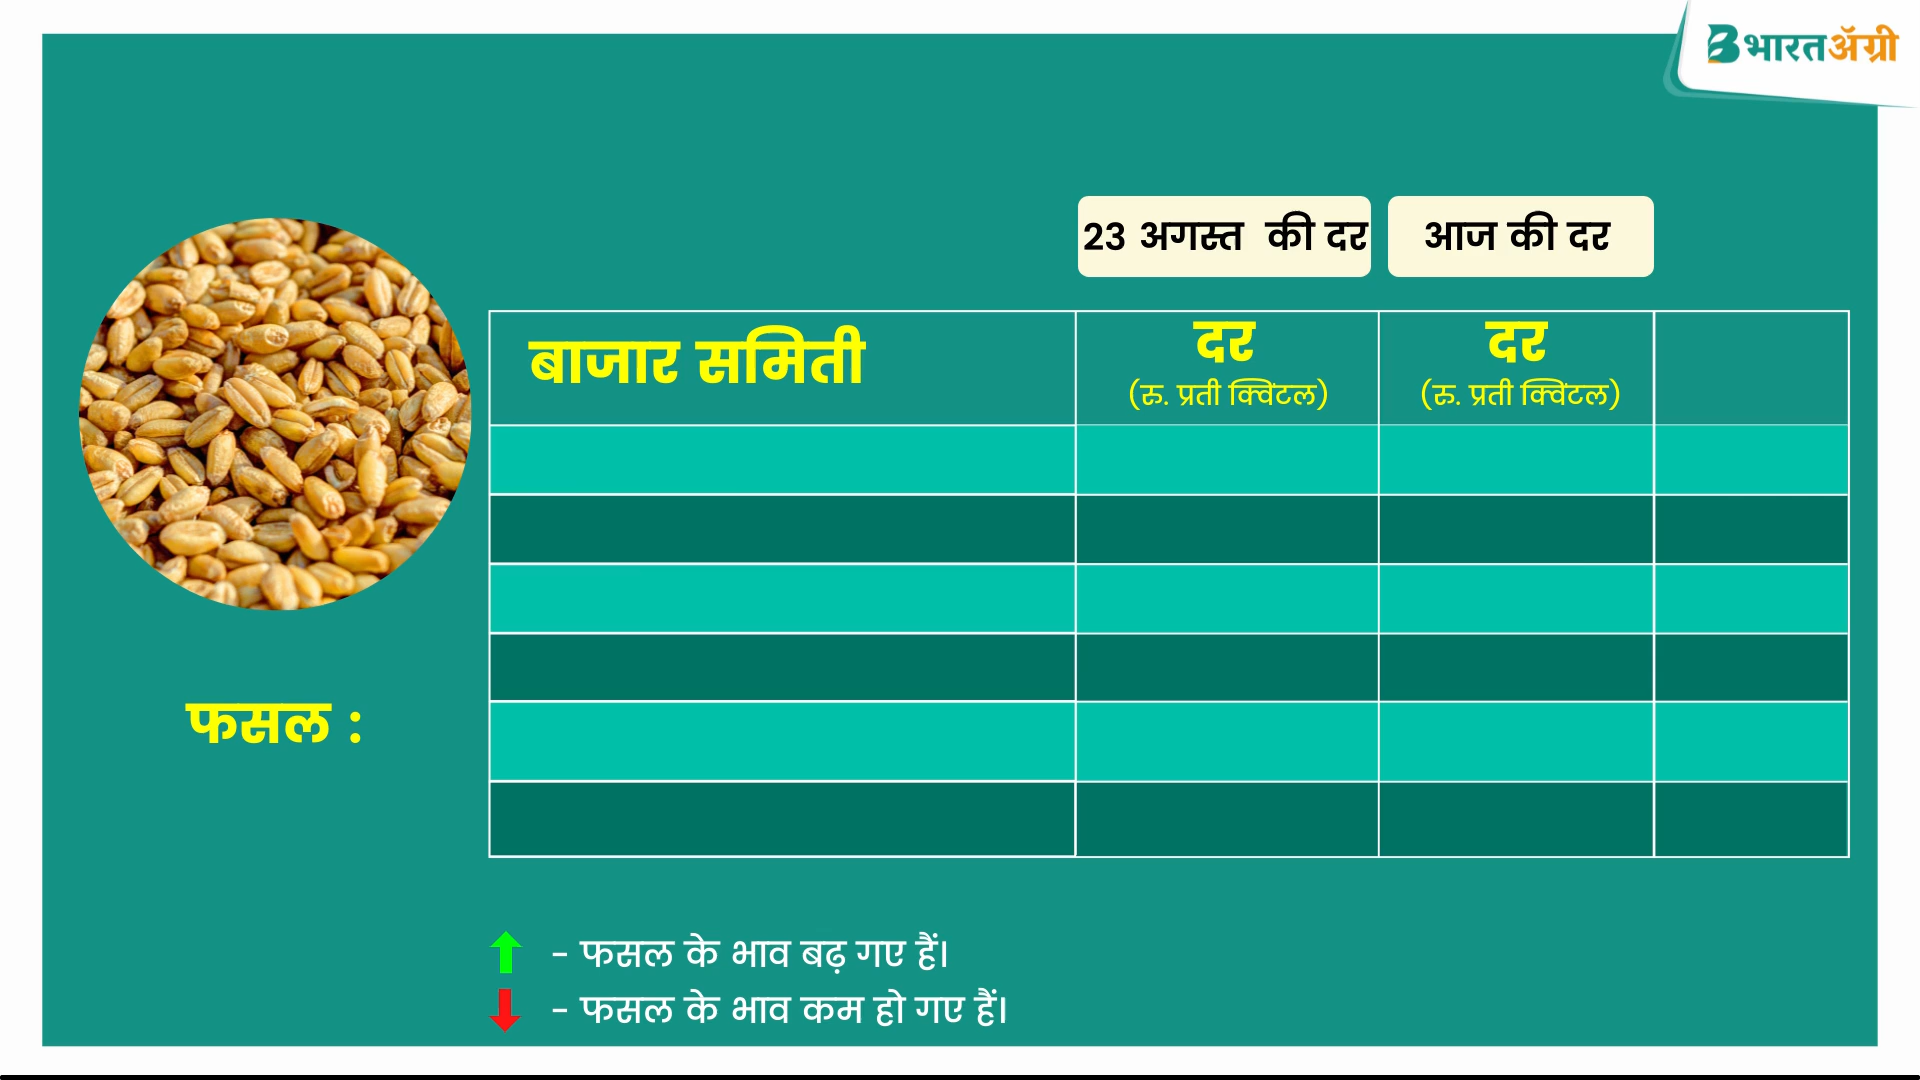 भारतॲग्री
23 अगस्त की दर
आज की दर
बाजार समिती
दर
(रु. प्रती क्विंटल)
दर
(रु. प्रती क्विंटल)
फसल :
- फसल के भाव बढ़ गए हैं।
- फसल के भाव कम हो गए हैं।